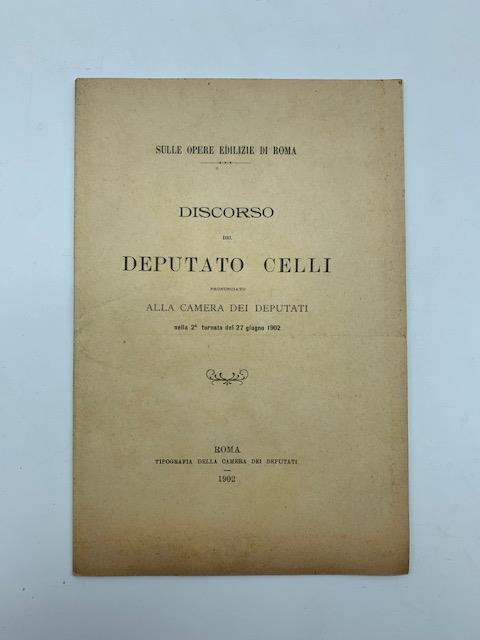 SULLE OPERE EDILIZIE DI ROMA
DISCORSO
DEL
DEPUTATO CELLI
PRONUNCIATO
ALLA CAMERA DEI DEPUTATI
nella 2ª tornata del 27 giugno 1902
ROMA
TIPOGRAFIA DELLA CAMERA DEI DEPUTATI
1902